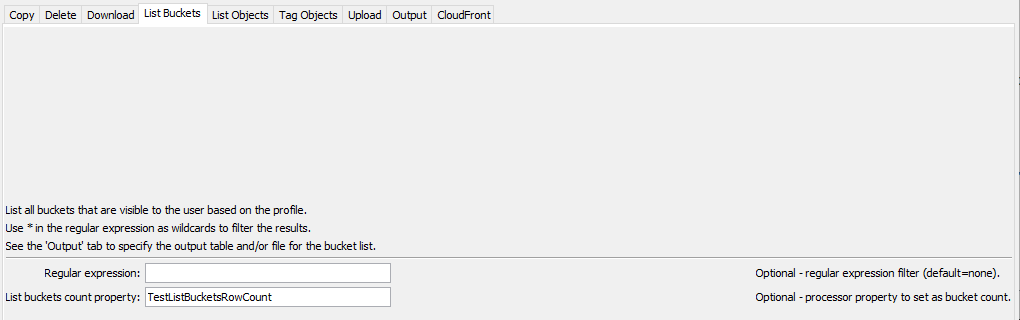 Copy Delete Download List Buckets List Objects Tag Objects Upload Output CloudFront
List all buckets that are visible to the user based on the profile.
Use * in the regular expression as wildcards to filter the results.
See the 'Output' tab to specify the output table and/or file for the bucket list.
Regular expression: Optional - regular expression filter (default=none).
List buckets count property: TestListBucketsRowCount Optional - processor property to set as bucket count.